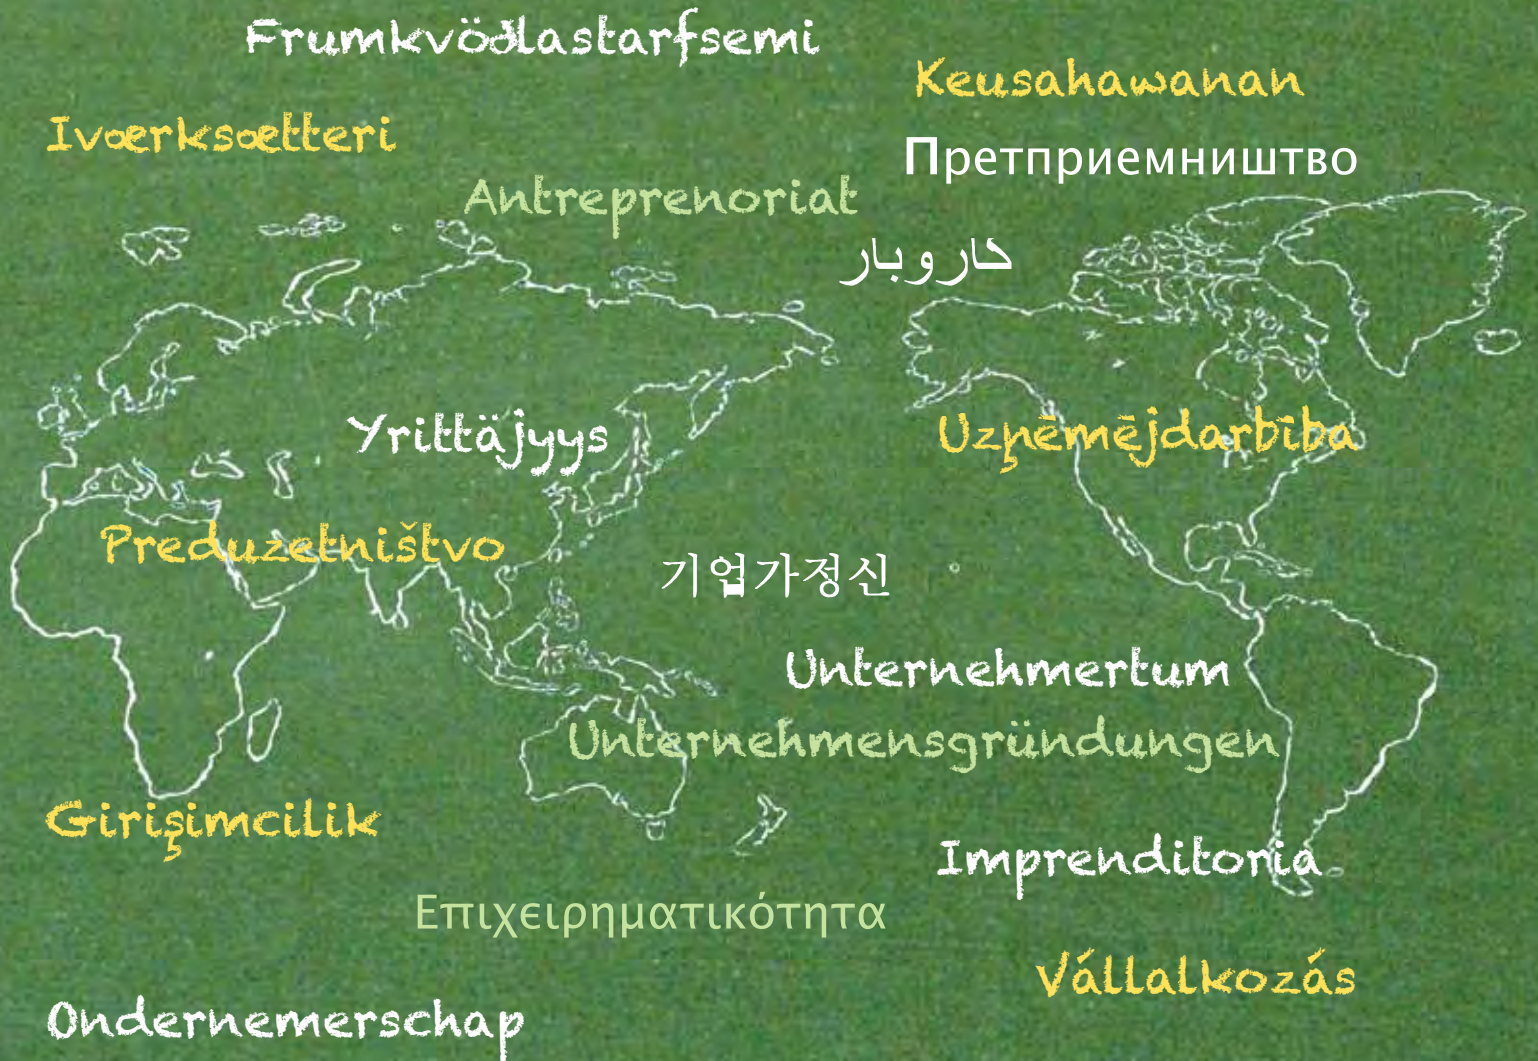 Frumkvöðlastarfsemi
Keusahawanan
Iværksætteri
Претприемништво
Antreprenoriat
كاروبار
Yrittäjyys
Uzņēmējdarbība
Preduzetništvo
기업가정신
Unternehmertum
Unternehmensgründungen
Girişimcilik
Imprenditoria
Επιχειρηματικότητα
Vállalkozás
Ondernemerschap